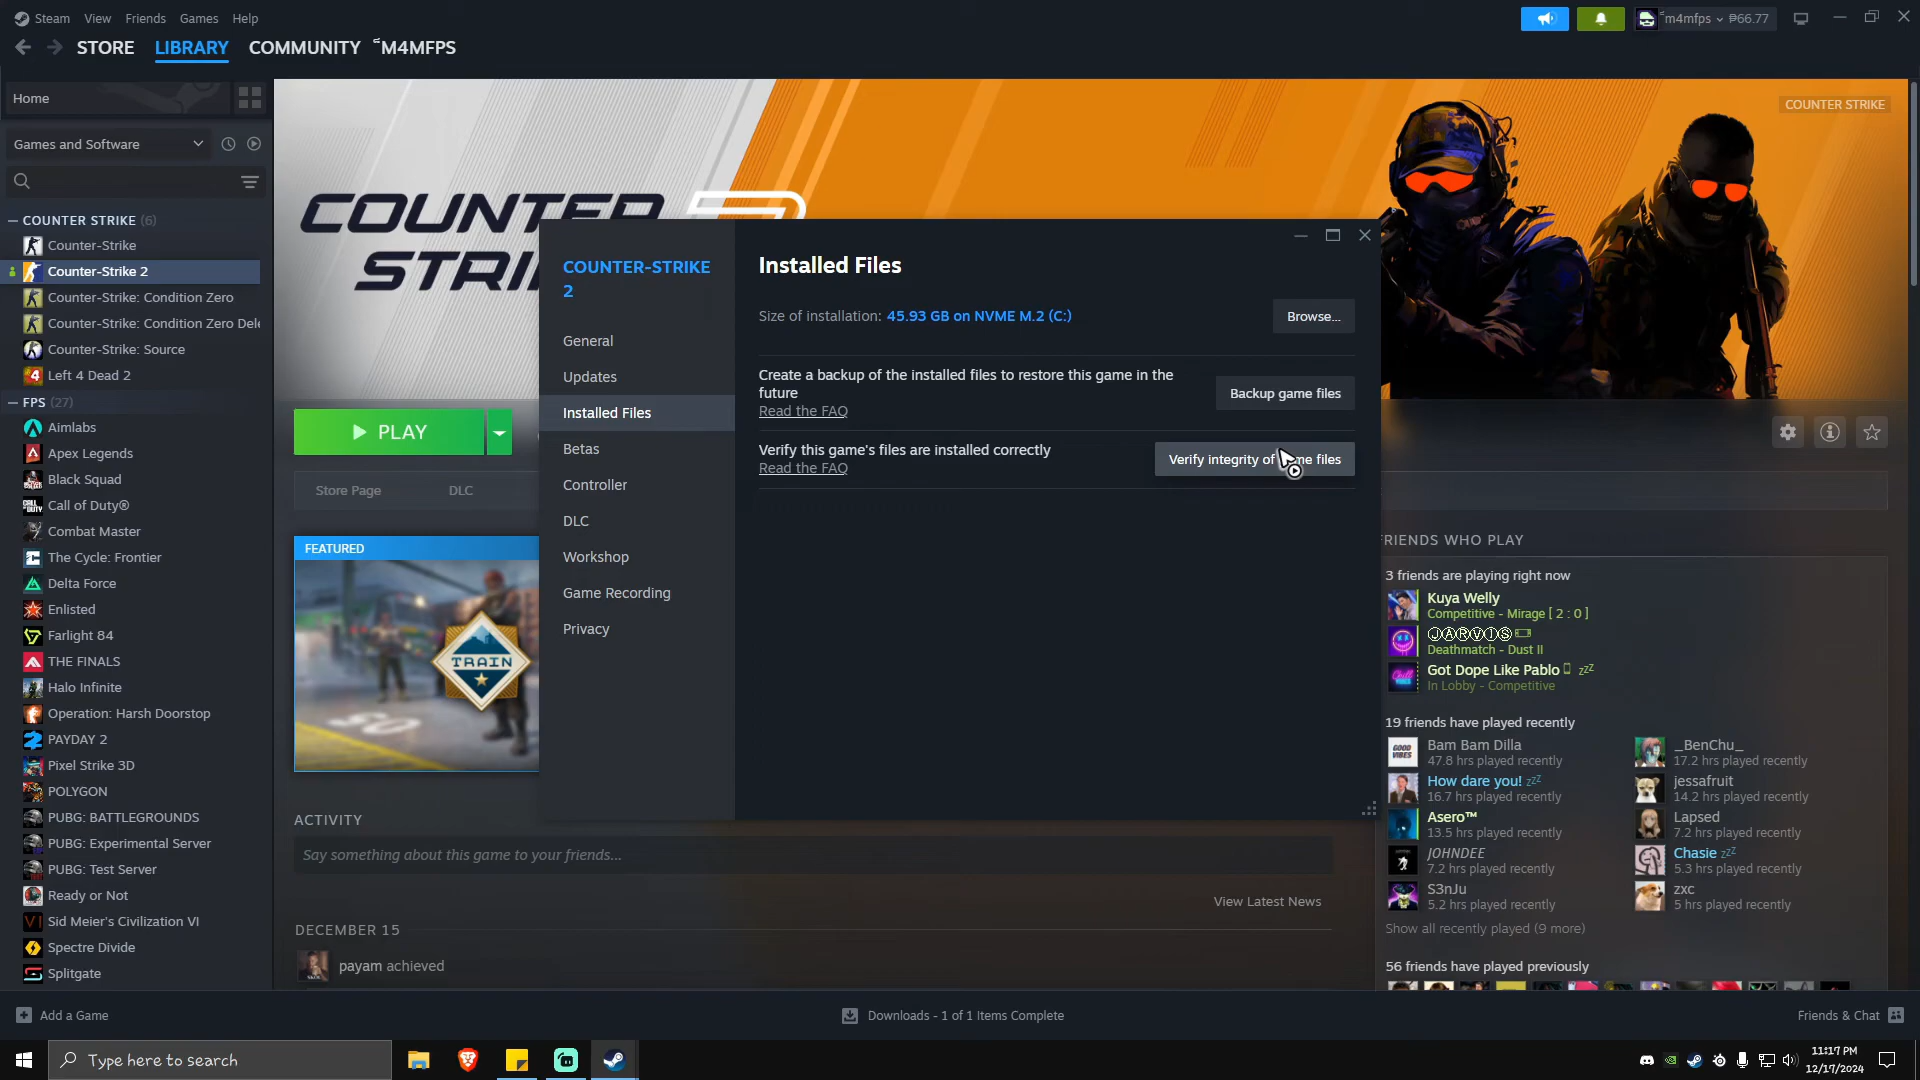 Steam View Friends Games Help
m4mfps ₱66.77
STORE LIBRARY COMMUNITY M4MFPS
Home
Games and Software
COUNTER STRIKE (6)
Counter-Strike
Counter-Strike 2
Counter-Strike: Condition Zero
Counter-Strike: Condition Zero Dele
Counter-Strike: Source
Left 4 Dead 2
FPS (27)
Aimlabs
Apex Legends
Black Squad
Call of Duty®
Combat Master
The Cycle: Frontier
Delta Force
Enlisted
Farlight 84
THE FINALS
Halo Infinite
Operation: Harsh Doorstop
PAYDAY 2
Pixel Strike 3D
POLYGON
PUBG: BATTLEGROUNDS
PUBG: Experimental Server
PUBG: Test Server
Ready or Not
Sid Meier's Civilization VI
Spectre Divide
Splitgate
COUNTER STRIKE
COUNTER
STRI
PLAY
Store Page DLC
FEATURED
TRAIN
COUNTER-STRIKE
2
General
Updates
Installed Files
Betas
Controller
DLC
Workshop
Game Recording
Privacy
Installed Files
Size of installation: 45.93 GB on NVME M.2 (C:)
Browse...
Create a backup of the installed files to restore this game in the
future
Read the FAQ
Backup game files
Verify this game's files are installed correctly
Read the FAQ
Verify integrity of me files
ACTIVITY
Say something about this game to your friends...
View Latest News
DECEMBER 15
payam achieved
FRIENDS WHO PLAY
3 friends are playing right now
Kuya Welly
Competitive - Mirage [ 2 : 0 ]
ⒿⒶⓇⓋⒾⓈ
Deathmatch - Dust II
Got Dope Like Pablo zzZ
In Lobby - Competitive
19 friends have played recently
GOOD VIBES
Bam Bam Dilla
47.8 hrs played recently
_BenChu_
17.2 hrs played recently
How dare you! zzZ
16.7 hrs played recently
jessafruit
14.2 hrs played recently
Asero™
13.5 hrs played recently
Lapsed
7.2 hrs played recently
JOHNDEE
7.2 hrs played recently
Chasie zzZ
5.3 hrs played recently
S3nJu
5.2 hrs played recently
zxc
5 hrs played recently
Show all recently played (9 more)
56 friends have played previously
Add a Game
Downloads - 1 of 1 Items Complete
Friends & Chat
Type here to search
11:17 PM
12/17/2024